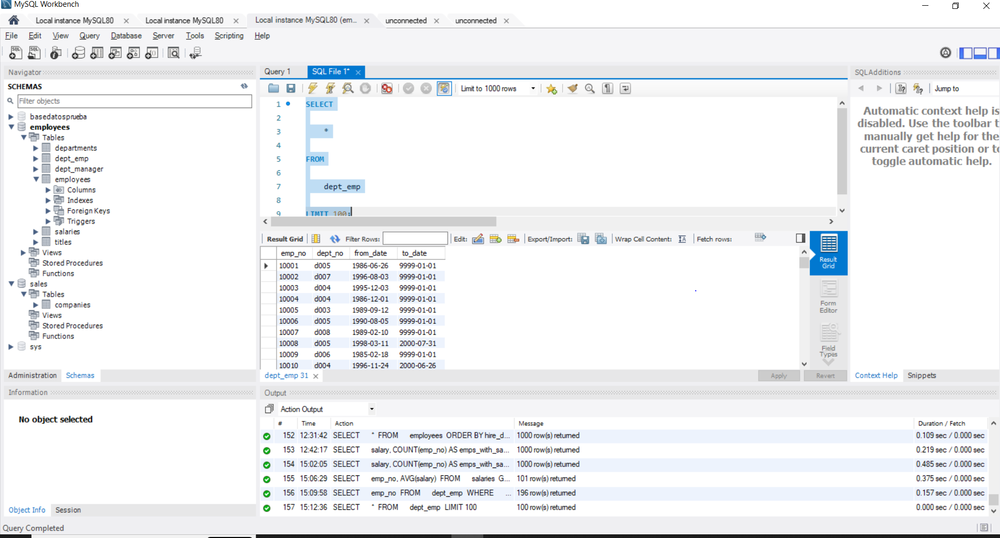 MySQL Workbench
Local instance MySQL80
Local instance MySQL80
Local instance MySQL80 (em...
unconnected
unconnected
File Edit View Query Database Server Tools Scripting Help
Navigator
SCHEMAS
Filter objects
basedatosprueba
employees
Tables
departments
dept_emp
dept_manager
employees
Columns
Indexes
Foreign Keys
Triggers
salaries
titles
Views
Stored Procedures
Functions
sales
Tables
companies
Views
Stored Procedures
Functions
sys
Administration Schemas
Information
No object selected
Object Info Session
Query 1 SQL File 1*
Limit to 1000 rows
1 SELECT
2
3 *
4
5 FROM
6
7 dept_emp
8
9 LIMIT 100;
Result Grid Filter Rows: Edit: Export/Import: Wrap Cell Content: Fetch rows:
emp_no dept_no from_date to_date
10001 d005 1986-06-26 9999-01-01
10002 d007 1996-08-03 9999-01-01
10003 d004 1995-12-03 9999-01-01
10004 d004 1986-12-01 9999-01-01
10005 d003 1989-09-12 9999-01-01
10006 d005 1990-08-05 9999-01-01
10007 d008 1989-02-10 9999-01-01
10008 d005 1998-03-11 2000-07-31
10009 d006 1985-02-18 9999-01-01
10010 d004 1996-11-24 2000-06-26
Result
Grid
Form
Editor
Field
Types
dept_emp 31
Apply Revert
SQLAdditions
Jump to
Automatic context help is
disabled. Use the toolbar t
manually get help for the
current caret position or to
toggle automatic help.
Context Help Snippets
Output
Action Output
# Time Action Message Duration / Fetch
152 12:31:42 SELECT * FROM employees ORDER BY hire_d... 1000 row(s) returned 0.109 sec / 0.000 sec
153 12:42:17 SELECT salary, COUNT(emp_no) AS emps_with_sa... 1000 row(s) returned 0.219 sec / 0.000 sec
154 15:02:05 SELECT salary, COUNT(emp_no) AS emps_with_sa... 1000 row(s) returned 0.485 sec / 0.000 sec
155 15:06:29 SELECT emp_no, AVG(salary) FROM salaries G... 101 row(s) returned 0.375 sec / 0.000 sec
156 15:09:58 SELECT emp_no FROM dept_emp WHERE ... 196 row(s) returned 0.157 sec / 0.000 sec
157 15:12:36 SELECT * FROM dept_emp LIMIT 100 100 row(s) returned 0.000 sec / 0.000 sec
Query Completed